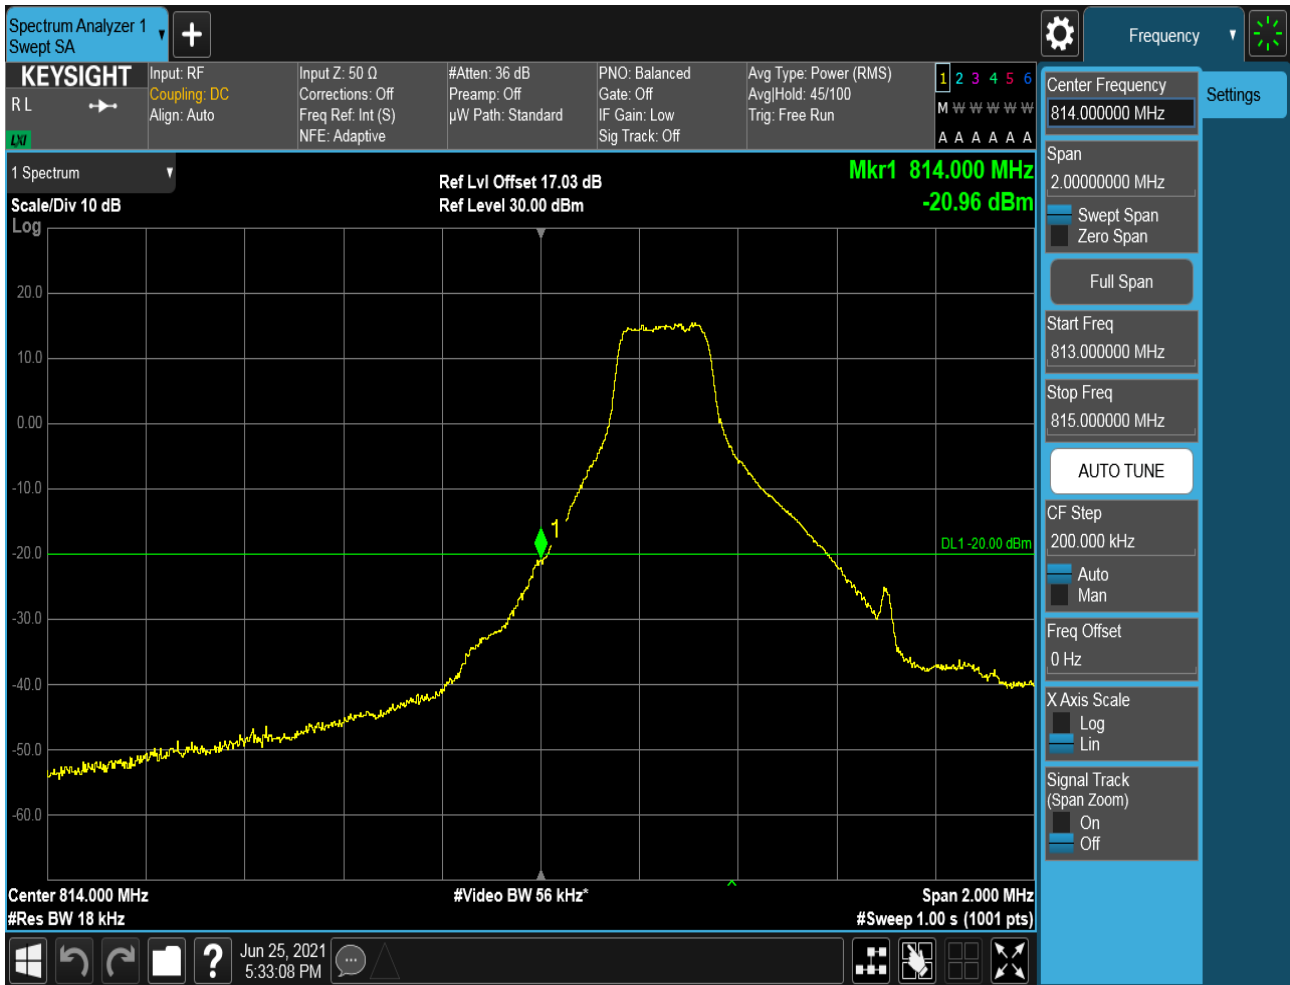 Spectrum Analyzer 1
Swept SA
Frequency
KEYSIGHT
R L
LXI
Input: RF
Coupling: DC
Align: Auto
Input Z: 50 Ω
Corrections: Off
Freq Ref: Int (S)
NFE: Adaptive
#Atten: 36 dB
Preamp: Off
µW Path: Standard
PNO: Balanced
Gate: Off
IF Gain: Low
Sig Track: Off
Avg Type: Power (RMS)
Avg|Hold: 45/100
Trig: Free Run
1 2 3 4 5 6
M W W W W W
A A A A A A
1 Spectrum
Scale/Div 10 dB
Log
Ref Lvl Offset 17.03 dB
Ref Level 30.00 dBm
Mkr1 814.000 MHz
-20.96 dBm
20.0
10.0
0.00
-10.0
-20.0
-30.0
-40.0
-50.0
-60.0
1
DL1 -20.00 dBm
Center 814.000 MHz
#Res BW 18 kHz
#Video BW 56 kHz*
Span 2.000 MHz
#Sweep 1.00 s (1001 pts)
Center Frequency
814.000000 MHz
Settings
Span
2.00000000 MHz
Swept Span
Zero Span
Full Span
Start Freq
813.000000 MHz
Stop Freq
815.000000 MHz
AUTO TUNE
CF Step
200.000 kHz
Auto
Man
Freq Offset
0 Hz
X Axis Scale
Log
Lin
Signal Track
(Span Zoom)
On
Off
?
Jun 25, 2021
5:33:08 PM